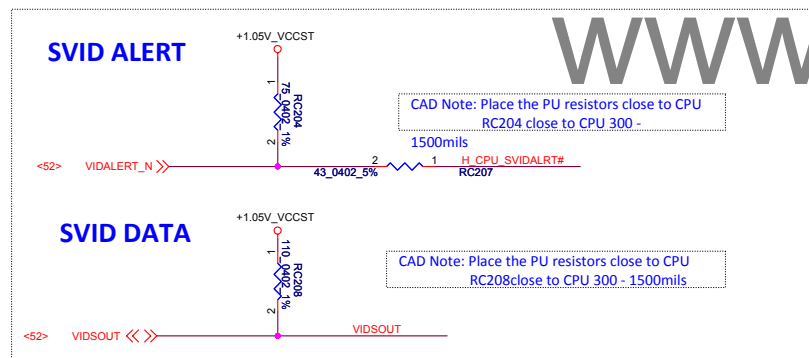 www
SVID ALERT
+1.05V_VCCST
1
RC204
75_0402_1%
2
CAD Note: Place the PU resistors close to CPU
RC204 close to CPU 300 -
1500mils
<52>
VIDALERT_N
2
1
H_CPU_SVIDALRT#
43_0402_5%
RC207
SVID DATA
+1.05V_VCCST
1
RC208
110_0402_1%
2
CAD Note: Place the PU resistors close to CPU
RC208close to CPU 300 - 1500mils
<52>
VIDSOUT
VIDSOUT